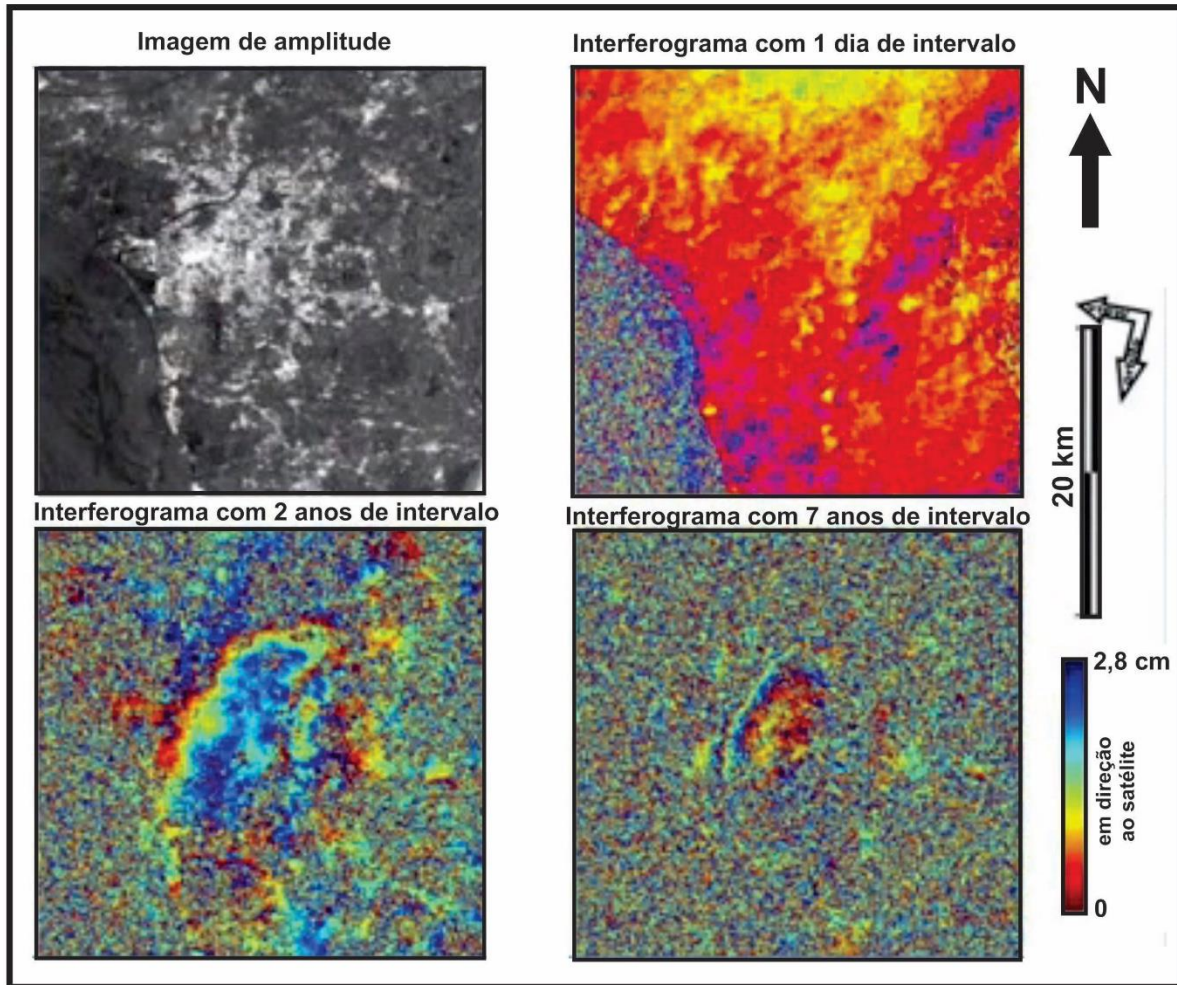 Imagem de amplitude
Interferograma com 1 dia de intervalo
N
20 km
Interferograma com 2 anos de intervalo
Interferograma com 7 anos de intervalo
2,8 cm
em direção
ao satélite
0